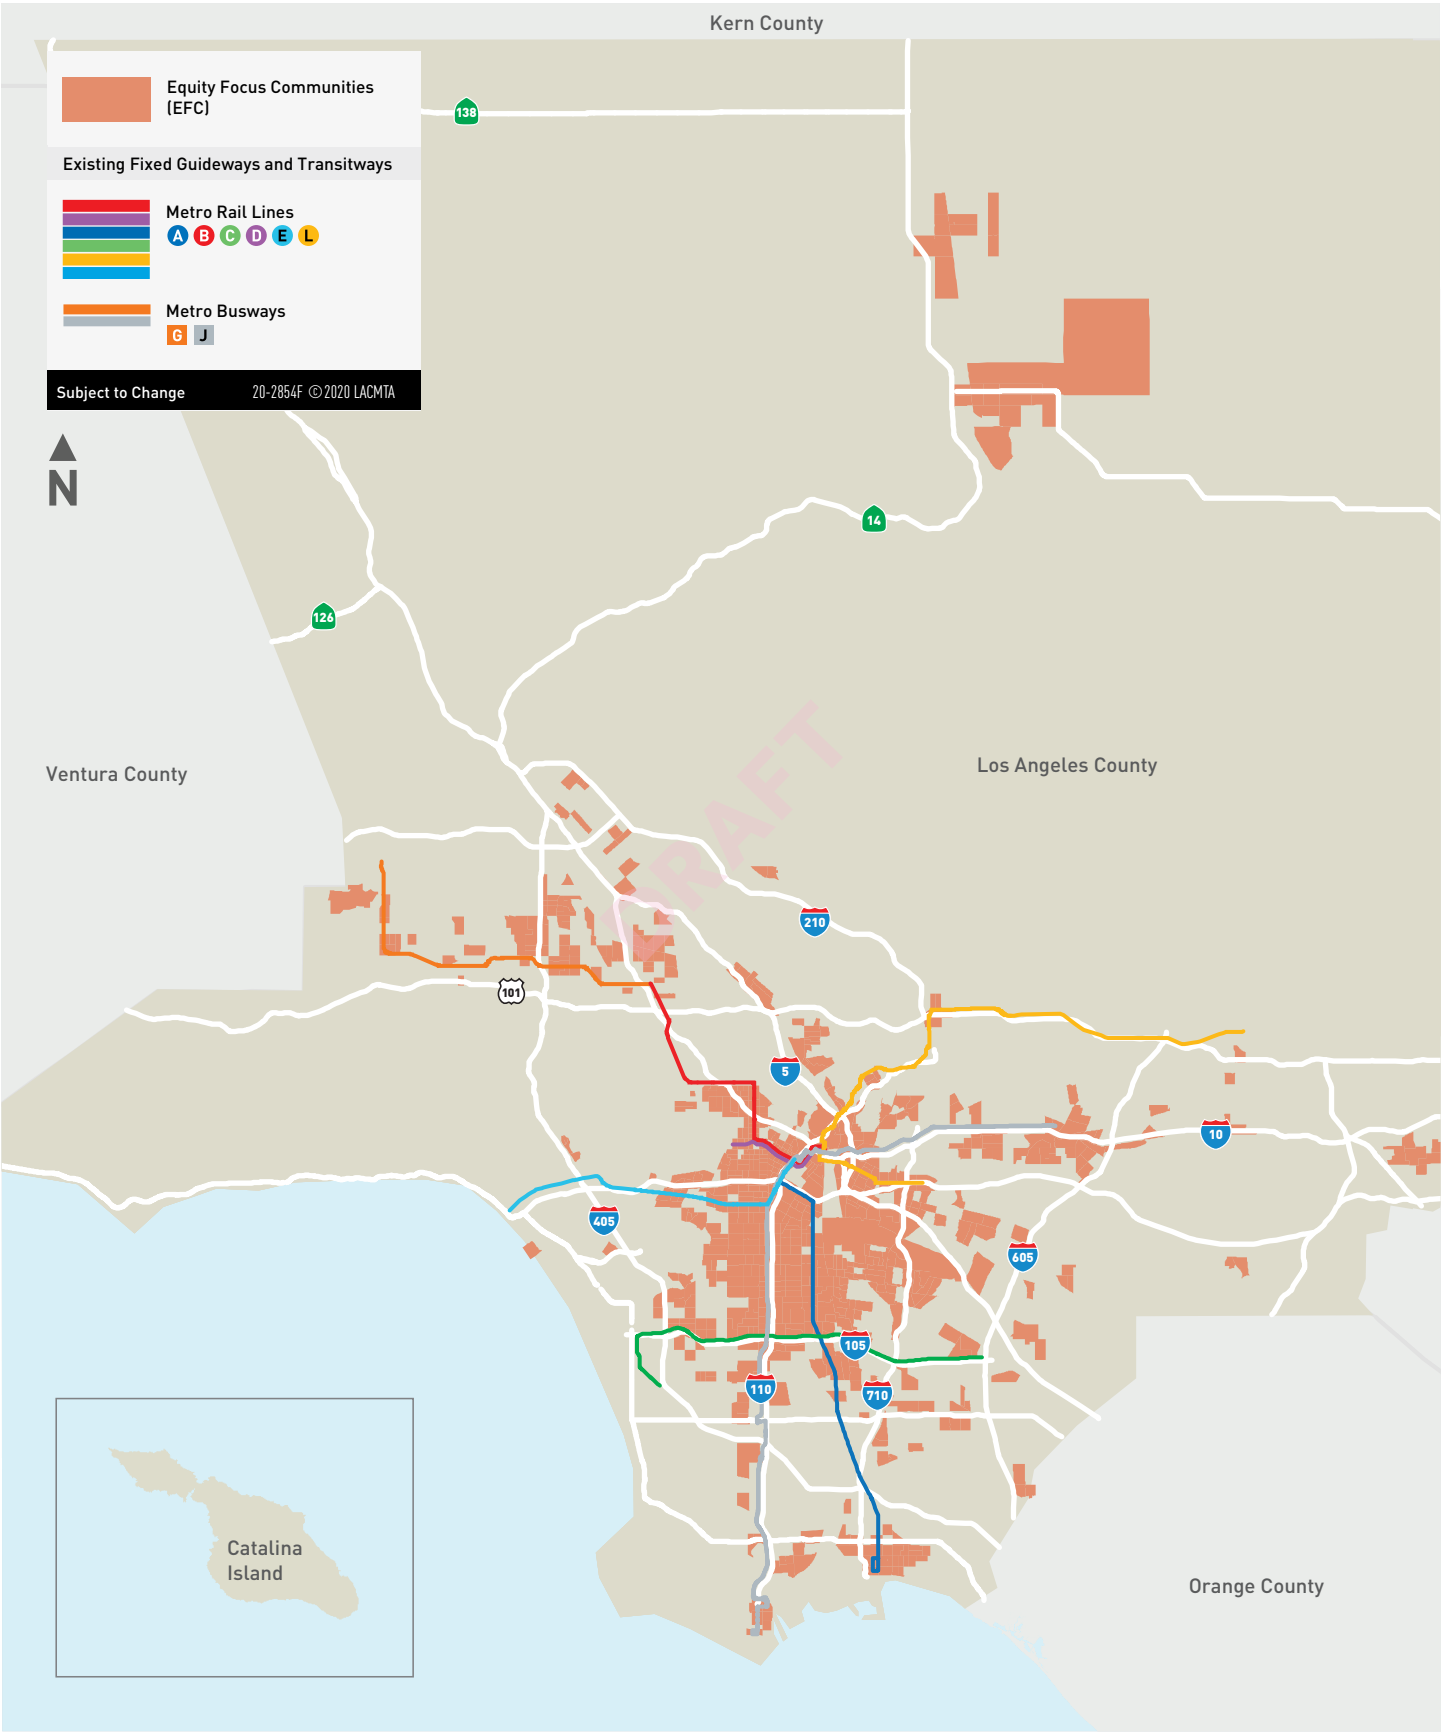 Kern County
Equity Focus Communities
(EFC)
138
Existing Fixed Guideways and Transitways
Metro Rail Lines
A B C D E L
Metro Busways
G J
Subject to Change 20-2854F ©2020 LACMTA
N
14
126
Ventura County
Los Angeles County
DRAFT
210
101
5
10
405
605
105
110
710
Catalina
Island
Orange County